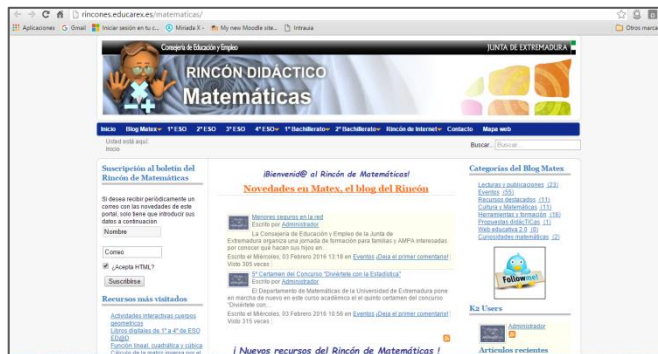 rincones.educarex.es/matematicas/
Aplicaciones Gmail Iniciar sesión en tu c... Miriada X - My new Moodle site... Intrauia Otros marca
Consejería de Educación y Empleo JUNTA DE EXTREMADURA
RINCÓN DIDÁCTICO
Matemáticas
Inicio Blog Matex 1º ESO 2º ESO 3º ESO 4º ESO 1º Bachillerato 2º Bachillerato Rincón de Internet Contacto Mapa web
Usted está aquí:
Inicio
Buscar... Buscar...
Suscripción al boletín del
Rincón de Matemáticas
Si desea recibir periódicamente un
correo con las novedades de este
portal, solo tiene que introducir sus
datos a continuación
Nombre
Correo
¿Acepta HTML?
Suscribirse
Recursos más visitados
Actividades interactivas cuerpos
geométricos
Libros digitales de 1º a 4º de ESO
ED@D
Función lineal, cuadrática y cúbica
Cálculo de la matriz inversa por el
¡Bienvenid@ al Rincón de Matemáticas!
Novedades en Matex, el blog del Rincón
Menores seguros en la red
Escrito por Administrador
La Consejería de Educación y Empleo de la Junta de
Extremadura organiza una jornada de formación para familias y AMPA interesadas
por conocer qué hacen sus hijos en...
Escrito el Miércoles, 03 Febrero 2016 13:18 en Eventos ¡Deja el primer comentario!
Visto 305 veces
5º Certamen del Concurso "Diviértete con la Estadística"
Escrito por Administrador
El Departamento de Matemáticas de la Universidad de Extremadura pone
en marcha de nuevo en este curso académico el el quinto certamen del concurso
"Diviértete con...
Escrito el Miércoles, 03 Febrero 2016 10:56 en Eventos ¡Deja el primer comentario!
Visto 315 veces
¡ Nuevos recursos del Rincón de Matemáticas !
Categorías del Blog Matex
Lecturas y publicaciones (23)
Eventos (55)
Recursos destacados (11)
Cultura y Matemáticas (11)
Herramientas y formación (18)
Propuestas didácTICas (1)
Web educativa 2.0 (8)
Curiosidades matemáticas (2)
Follow me!
K2 Users
Administrador
Artículos recientes